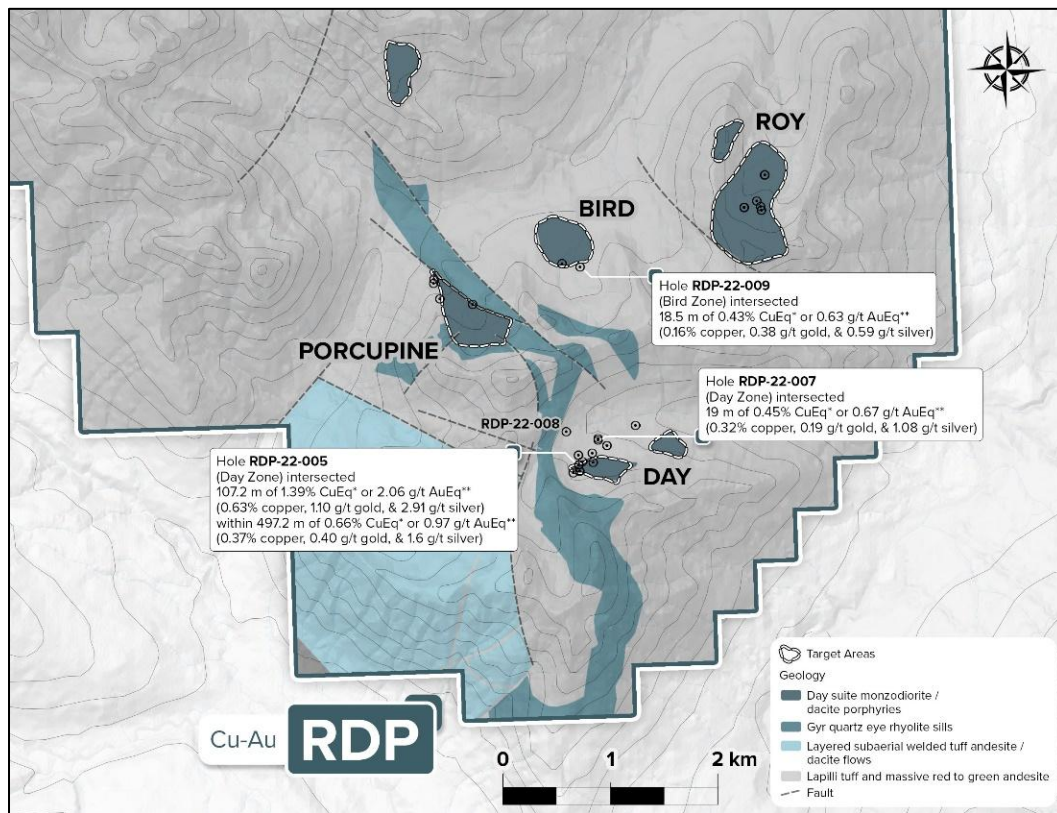 ROY
BIRD
Hole RDP-22-009
(Bird Zone) intersected
18.5 m of 0.43% CuEq* or 0.63 g/t AuEq**
(0.16% copper, 0.38 g/t gold, & 0.59 g/t silver)
PORCUPINE
Hole RDP-22-007
(Day Zone) intersected
19 m of 0.45% CuEq* or 0.67 g/t AuEq**
(0.32% copper, 0.19 g/t gold, & 1.08 g/t silver)
RDP-22-008
DAY
Hole RDP-22-005
(Day Zone) intersected
107.2 m of 1.39% CuEq* or 2.06 g/t AuEq**
(0.63% copper, 1.10 g/t gold, & 2.91 g/t silver)
within 497.2 m of 0.66% CuEq* or 0.97 g/t AuEq**
(0.37% copper, 0.40 g/t gold, & 1.6 g/t silver)
Target Areas
Geology
Day suite monzodiorite /
dacite porphyries
Gyr quartz eye rhyolite sills
Layered subaerial welded tuff andesite /
dacite flows
Lapilli tuff and massive red to green andesite
Fault
Cu-Au RDP
0 1 2 km